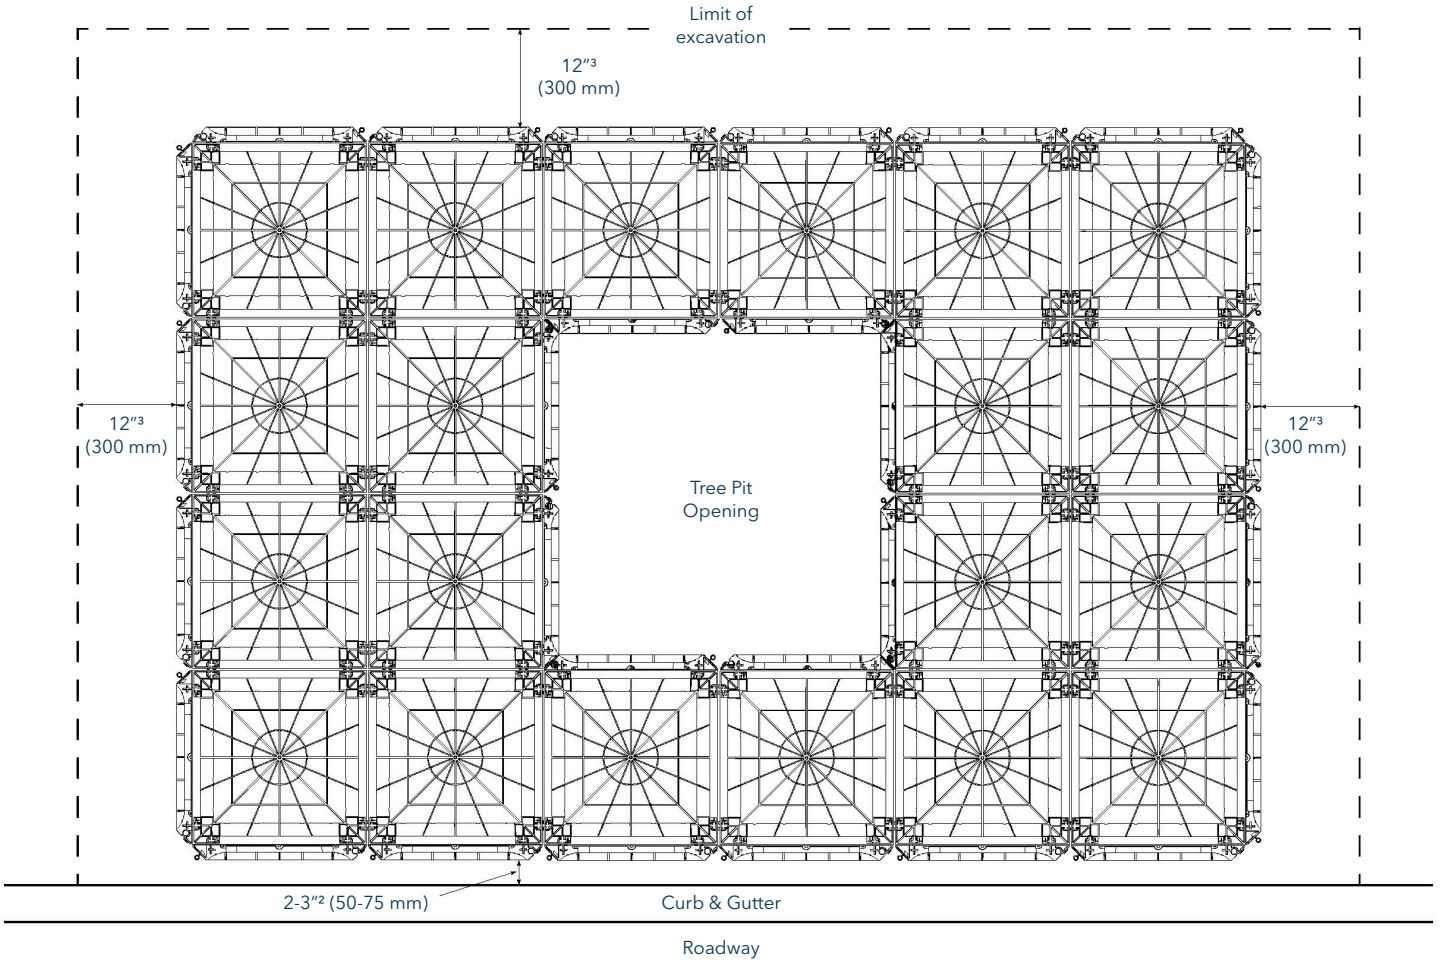 Limit of
excavation
12"³
(300 mm)
12"³
(300 mm)
12"³
(300 mm)
Tree Pit
Opening
2-3"² (50-75 mm)
Curb & Gutter
Roadway